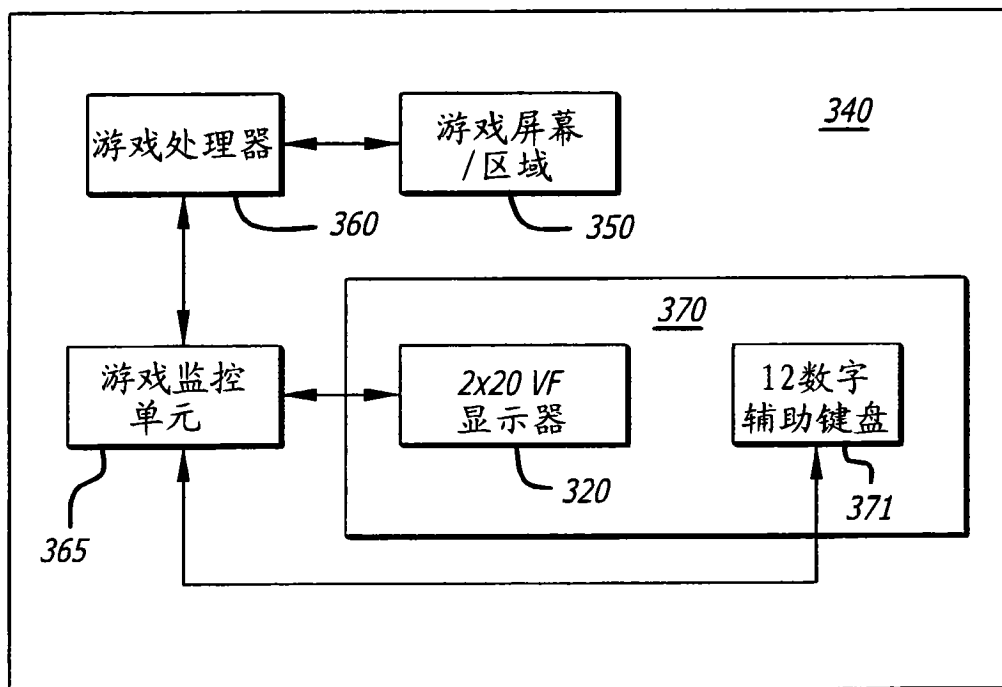 游戏处理器
游戏屏幕
/区域
340
360
350
370
游戏监控
单元
2x20 VF
显示器
12数字
辅助键盘
320
371
365